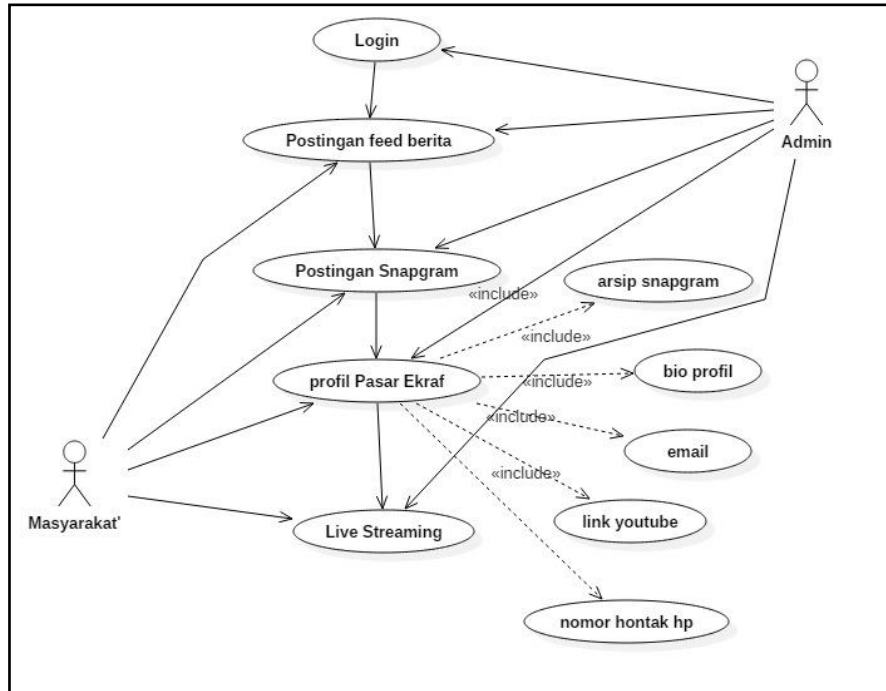 Login
Admin
Postingan feed berita
Postingan Snapgram
arsip snapgram
«include»
«include»
profil Pasar Ekraf
bio profil
«include»
«include»
email
«include»
link youtube
Live Streaming
Masyarakat'
nomor hontak hp